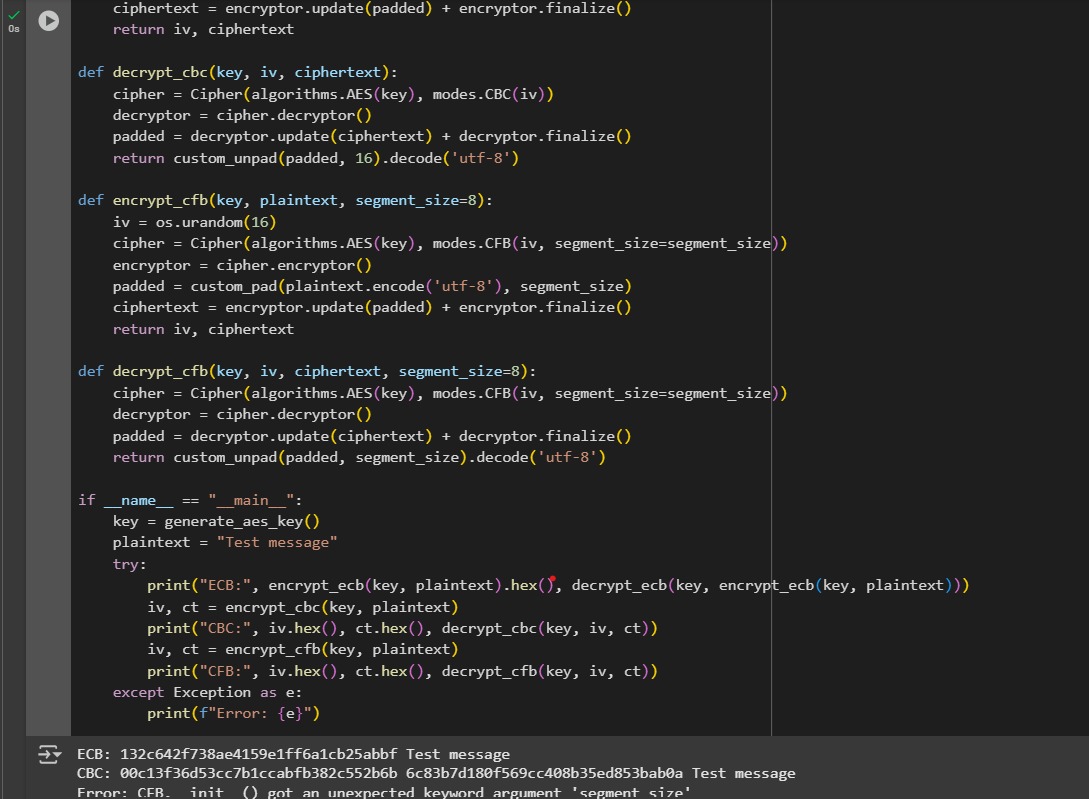 0s
ciphertext = encryptor.update(padded) + encryptor.finalize()
return iv, ciphertext
def decrypt_cbc(key, iv, ciphertext):
cipher = Cipher(algorithms.AES(key), modes.CBC(iv))
decryptor = cipher.decryptor()
padded = decryptor.update(ciphertext) + decryptor.finalize()
return custom_unpad(padded, 16).decode('utf-8')
def encrypt_cfb(key, plaintext, segment_size=8):
iv = os.urandom(16)
cipher = Cipher(algorithms.AES(key), modes.CFB(iv, segment_size=segment_size))
encryptor = cipher.encryptor()
padded = custom_pad(plaintext.encode('utf-8'), segment_size)
ciphertext = encryptor.update(padded) + encryptor.finalize()
return iv, ciphertext
def decrypt_cfb(key, iv, ciphertext, segment_size=8):
cipher = Cipher(algorithms.AES(key), modes.CFB(iv, segment_size=segment_size))
decryptor = cipher.decryptor()
padded = decryptor.update(ciphertext) + decryptor.finalize()
return custom_unpad(padded, segment_size).decode('utf-8')
if __name__ == "__main__":
key = generate_aes_key()
plaintext = "Test message"
try:
print("ECB:", encrypt_ecb(key, plaintext).hex(), decrypt_ecb(key, encrypt_ecb(key, plaintext)))
iv, ct = encrypt_cbc(key, plaintext)
print("CBC:", iv.hex(), ct.hex(), decrypt_cbc(key, iv, ct))
iv, ct = encrypt_cfb(key, plaintext)
print("CFB:", iv.hex(), ct.hex(), decrypt_cfb(key, iv, ct))
except Exception as e:
print(f"Error: {e}")
ECB: 132c642f738ae4159e1ff6a1cb25abbf Test message
CBC: 00c13f36d53cc7b1ccabfb382c552b6b 6c83b7d180f569cc408b35ed853bab0a Test message
Error: CFB.__init__() got an unexpected keyword argument 'segment_size'